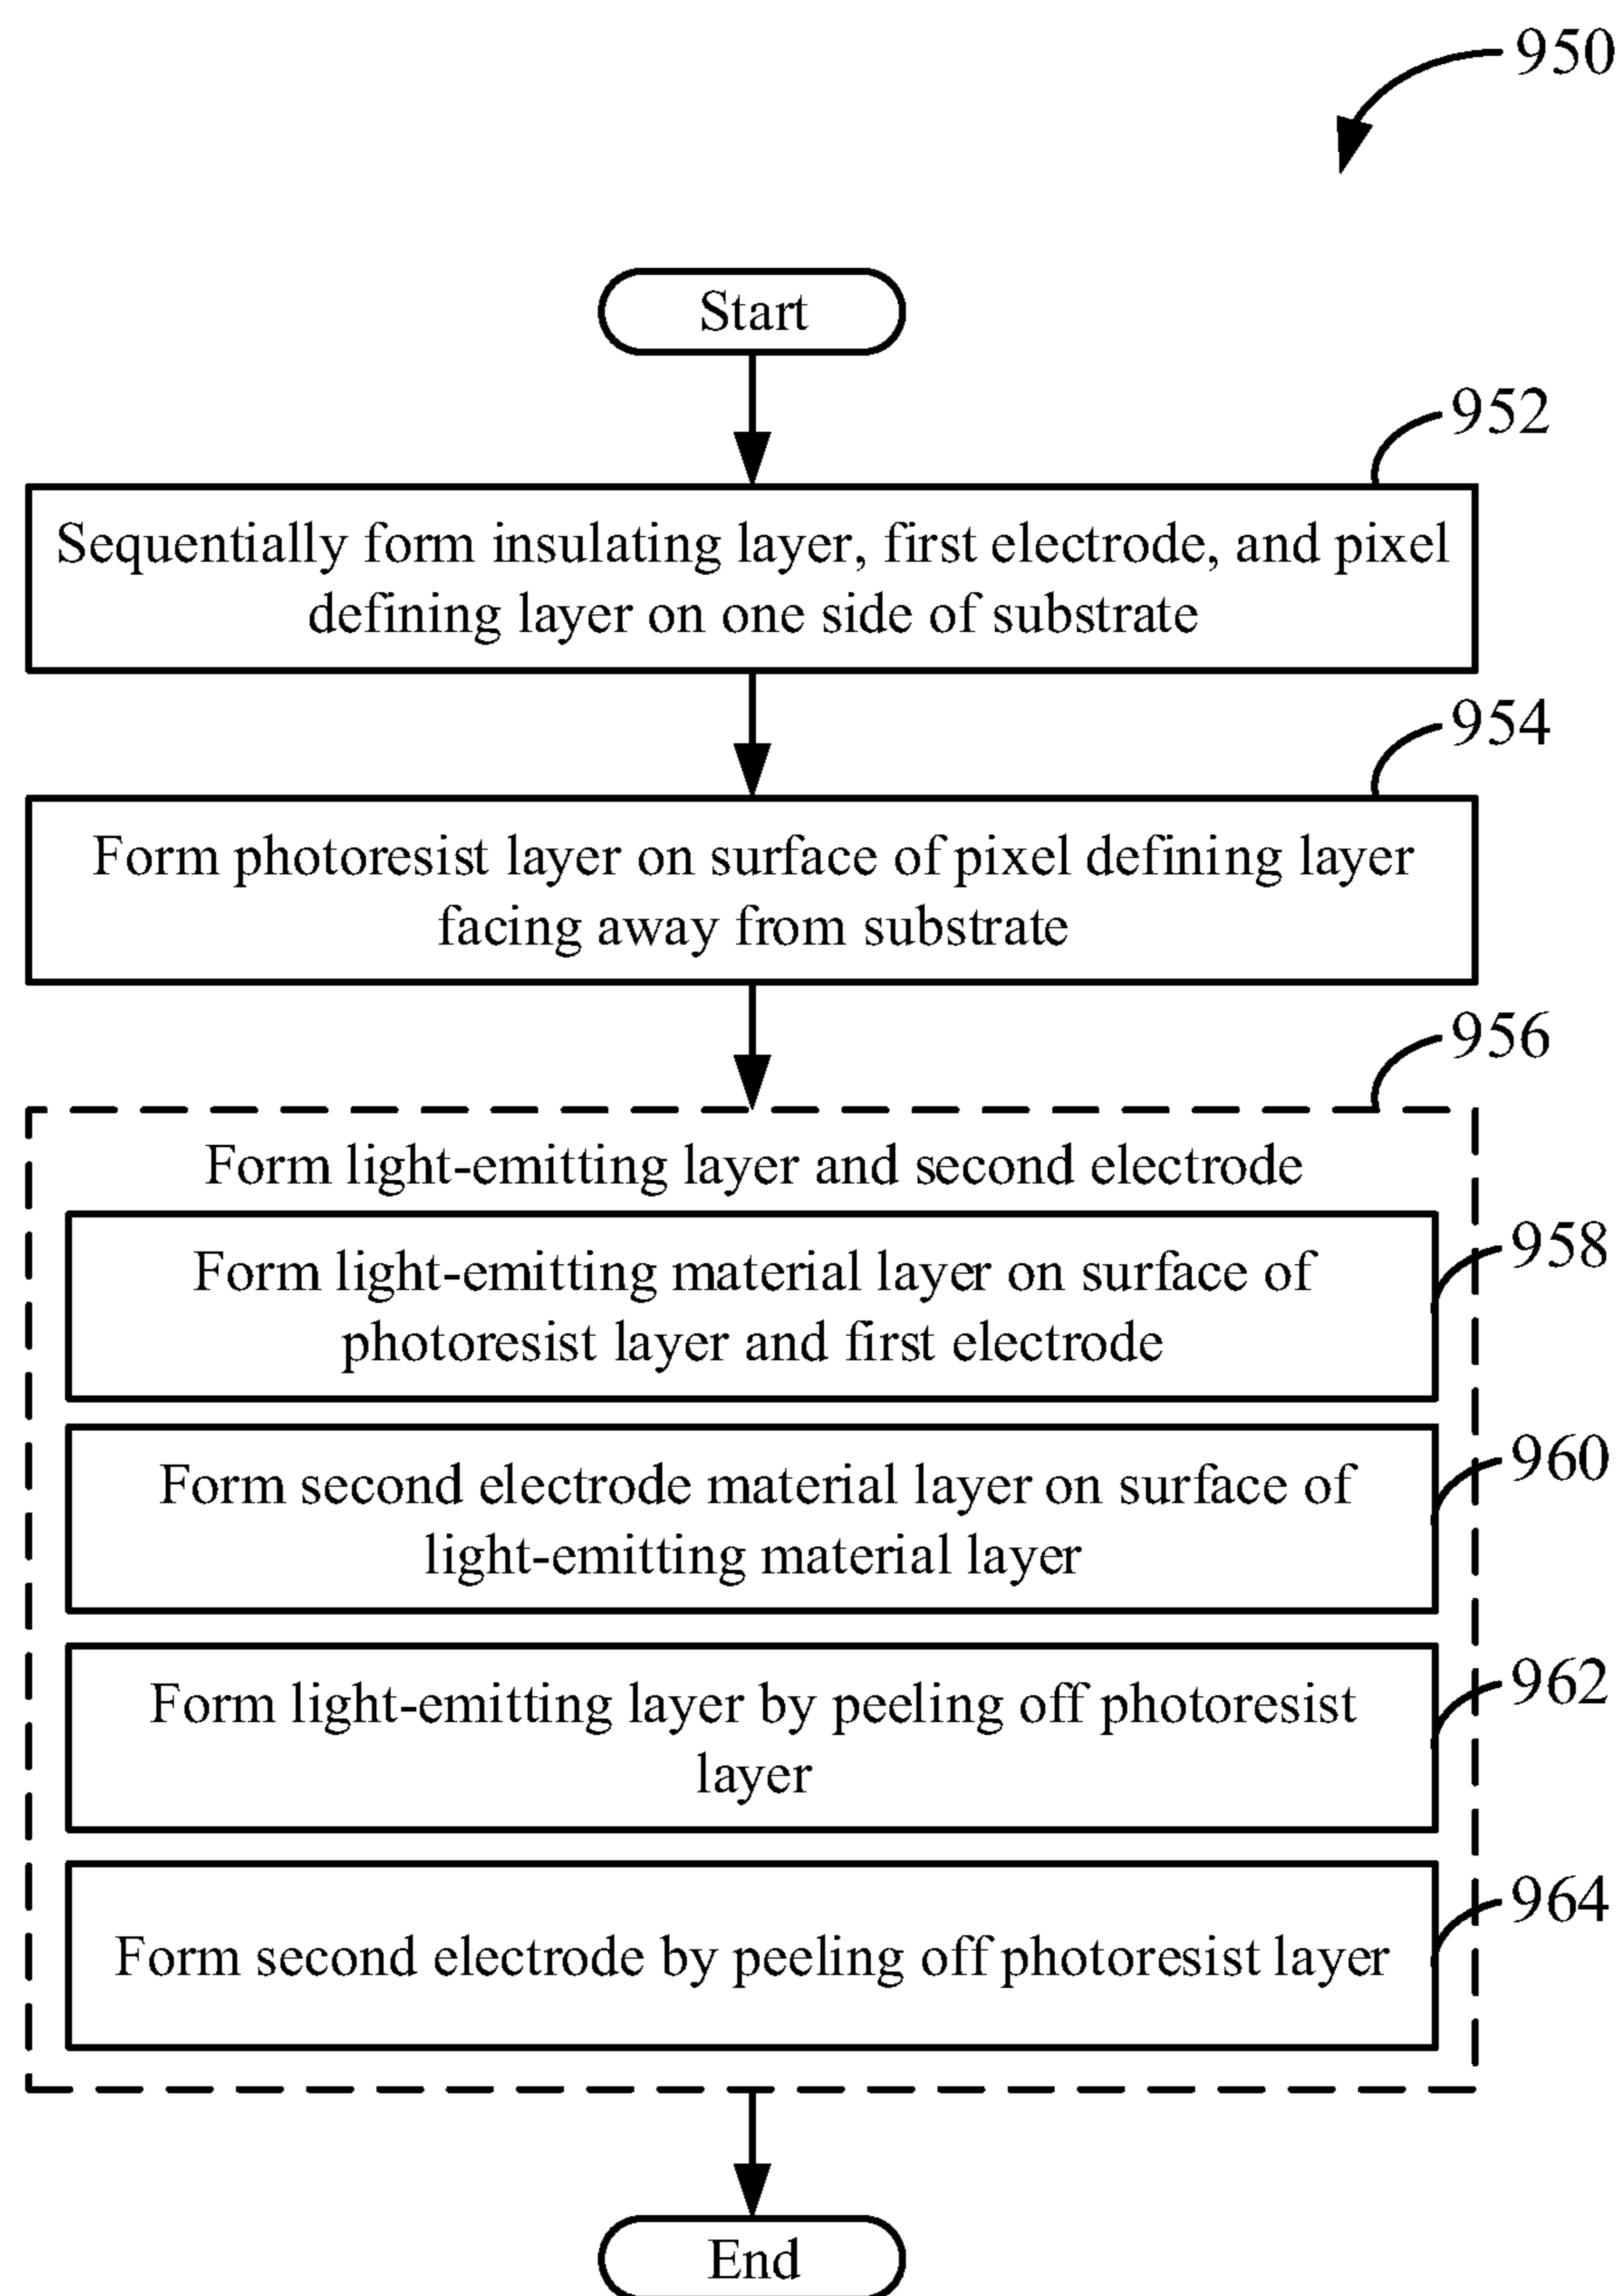 950
Start
952
Sequentially form insulating layer, first electrode, and pixel
defining layer on one side of substrate
954
Form photoresist layer on surface of pixel defining layer
facing away from substrate
956
Form light-emitting layer and second electrode
958
Form light-emitting material layer on surface of
photoresist layer and first electrode
960
Form second electrode material layer on surface of
light-emitting material layer
962
Form light-emitting layer by peeling off photoresist
layer
964
Form second electrode by peeling off photoresist layer
End